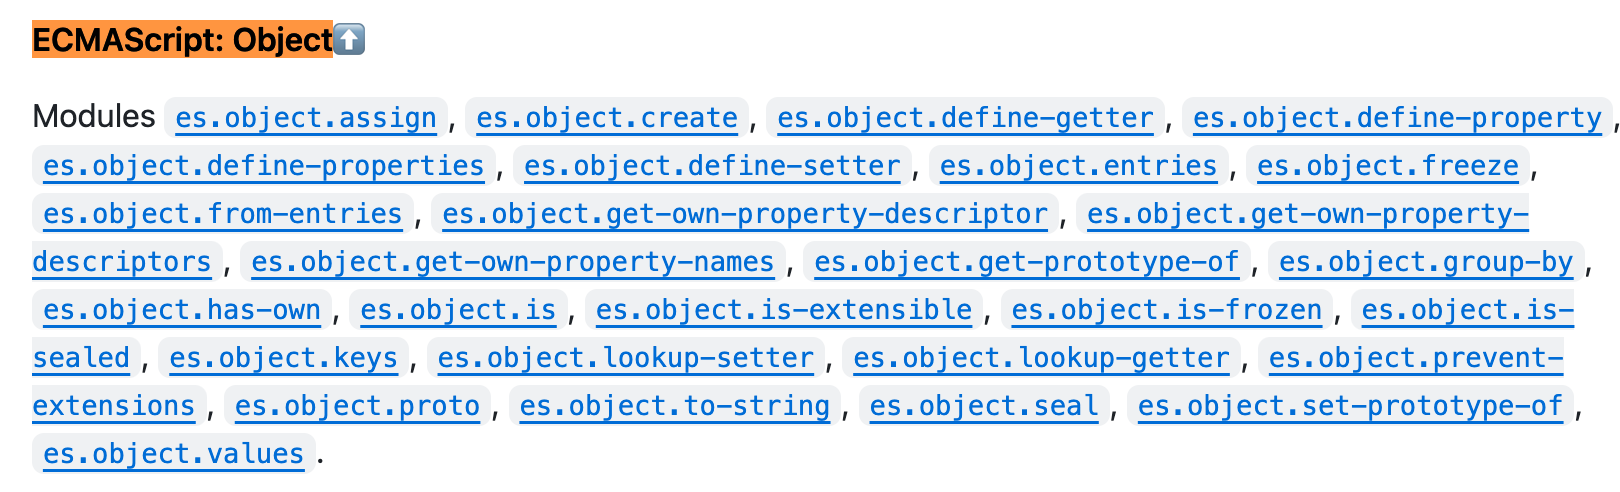 ECMAScript: Object⬆️
Modules es.object.assign, es.object.create, es.object.define-getter, es.object.define-property,
es.object.define-properties, es.object.define-setter, es.object.entries, es.object.freeze,
es.object.from-entries, es.object.get-own-property-descriptor, es.object.get-own-property-
descriptors, es.object.get-own-property-names, es.object.get-prototype-of, es.object.group-by,
es.object.has-own, es.object.is, es.object.is-extensible, es.object.is-frozen, es.object.is-
sealed, es.object.keys, es.object.lookup-setter, es.object.lookup-getter, es.object.prevent-
extensions, es.object.proto, es.object.to-string, es.object.seal, es.object.set-prototype-of,
es.object.values.